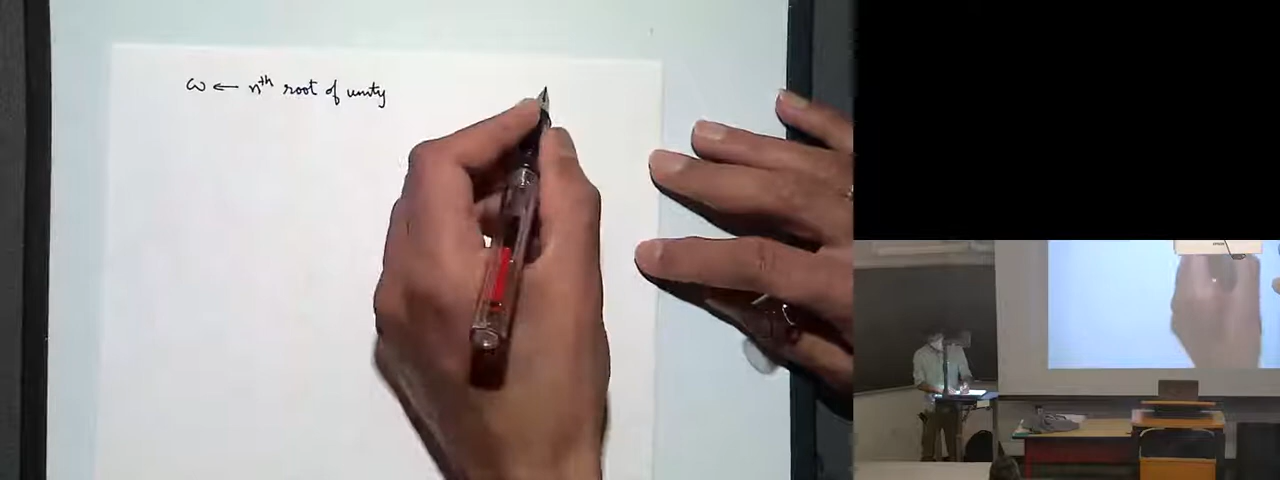 ω ← nth root of unity